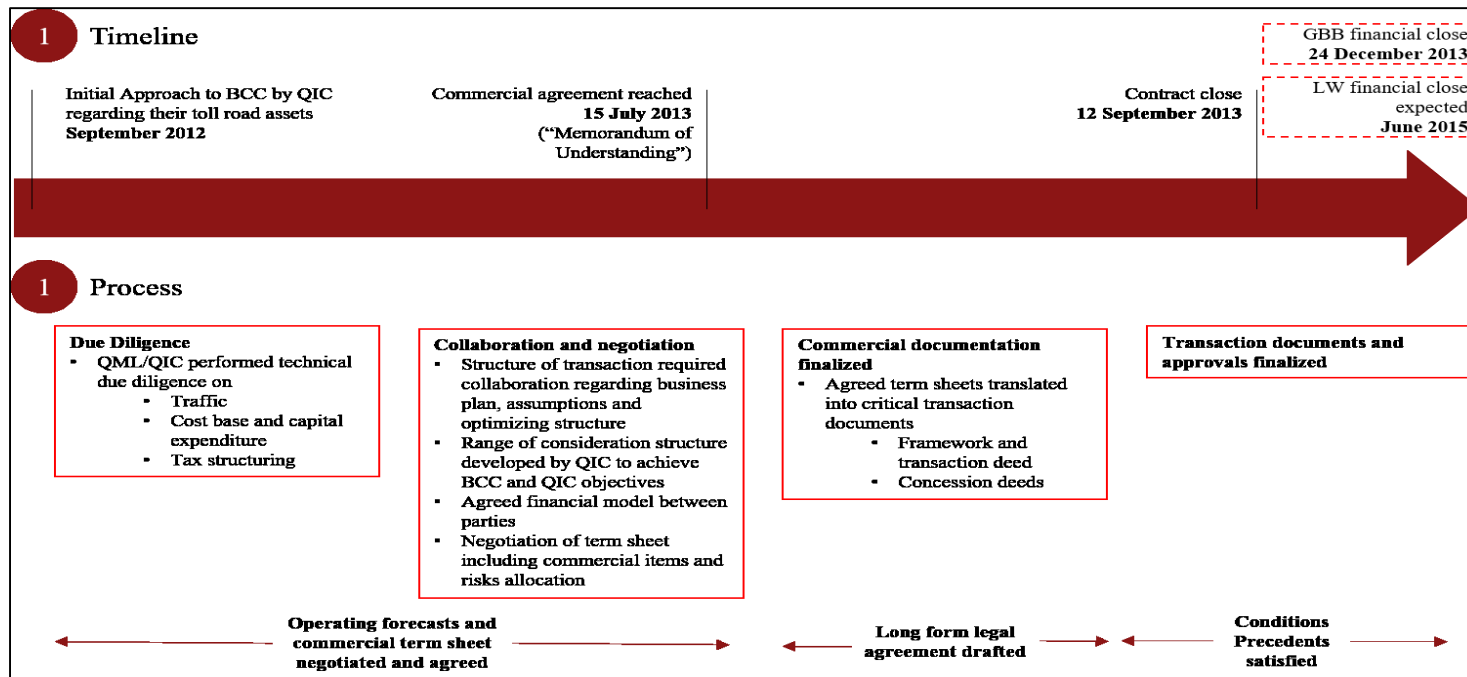 1 Timeline
GBB financial close
24 December 2013
LW financial close
expected
June 2015
Initial Approach to BCC by QIC
regarding their toll road assets
September 2012
Commercial agreement reached
15 July 2013
(“Memorandum of
Understanding”)
Contract close
12 September 2013
1 Process
Due Diligence
▪ QML/QIC performed technical
due diligence on
▪ Traffic
▪ Cost base and capital
expenditure
▪ Tax structuring
Collaboration and negotiation
▪ Structure of transaction required
collaboration regarding business
plan, assumptions and
optimizing structure
▪ Range of consideration structure
developed by QIC to achieve
BCC and QIC objectives
▪ Agreed financial model between
parties
▪ Negotiation of term sheet
including commercial items and
risks allocation
Commercial documentation
finalized
▪ Agreed term sheets translated
into critical transaction
documents
▪ Framework and
transaction deed
▪ Concession deeds
Transaction documents and
approvals finalized
Operating forecasts and
commercial term sheet
negotiated and agreed
Long form legal
agreement drafted
Conditions
Precedents
satisfied